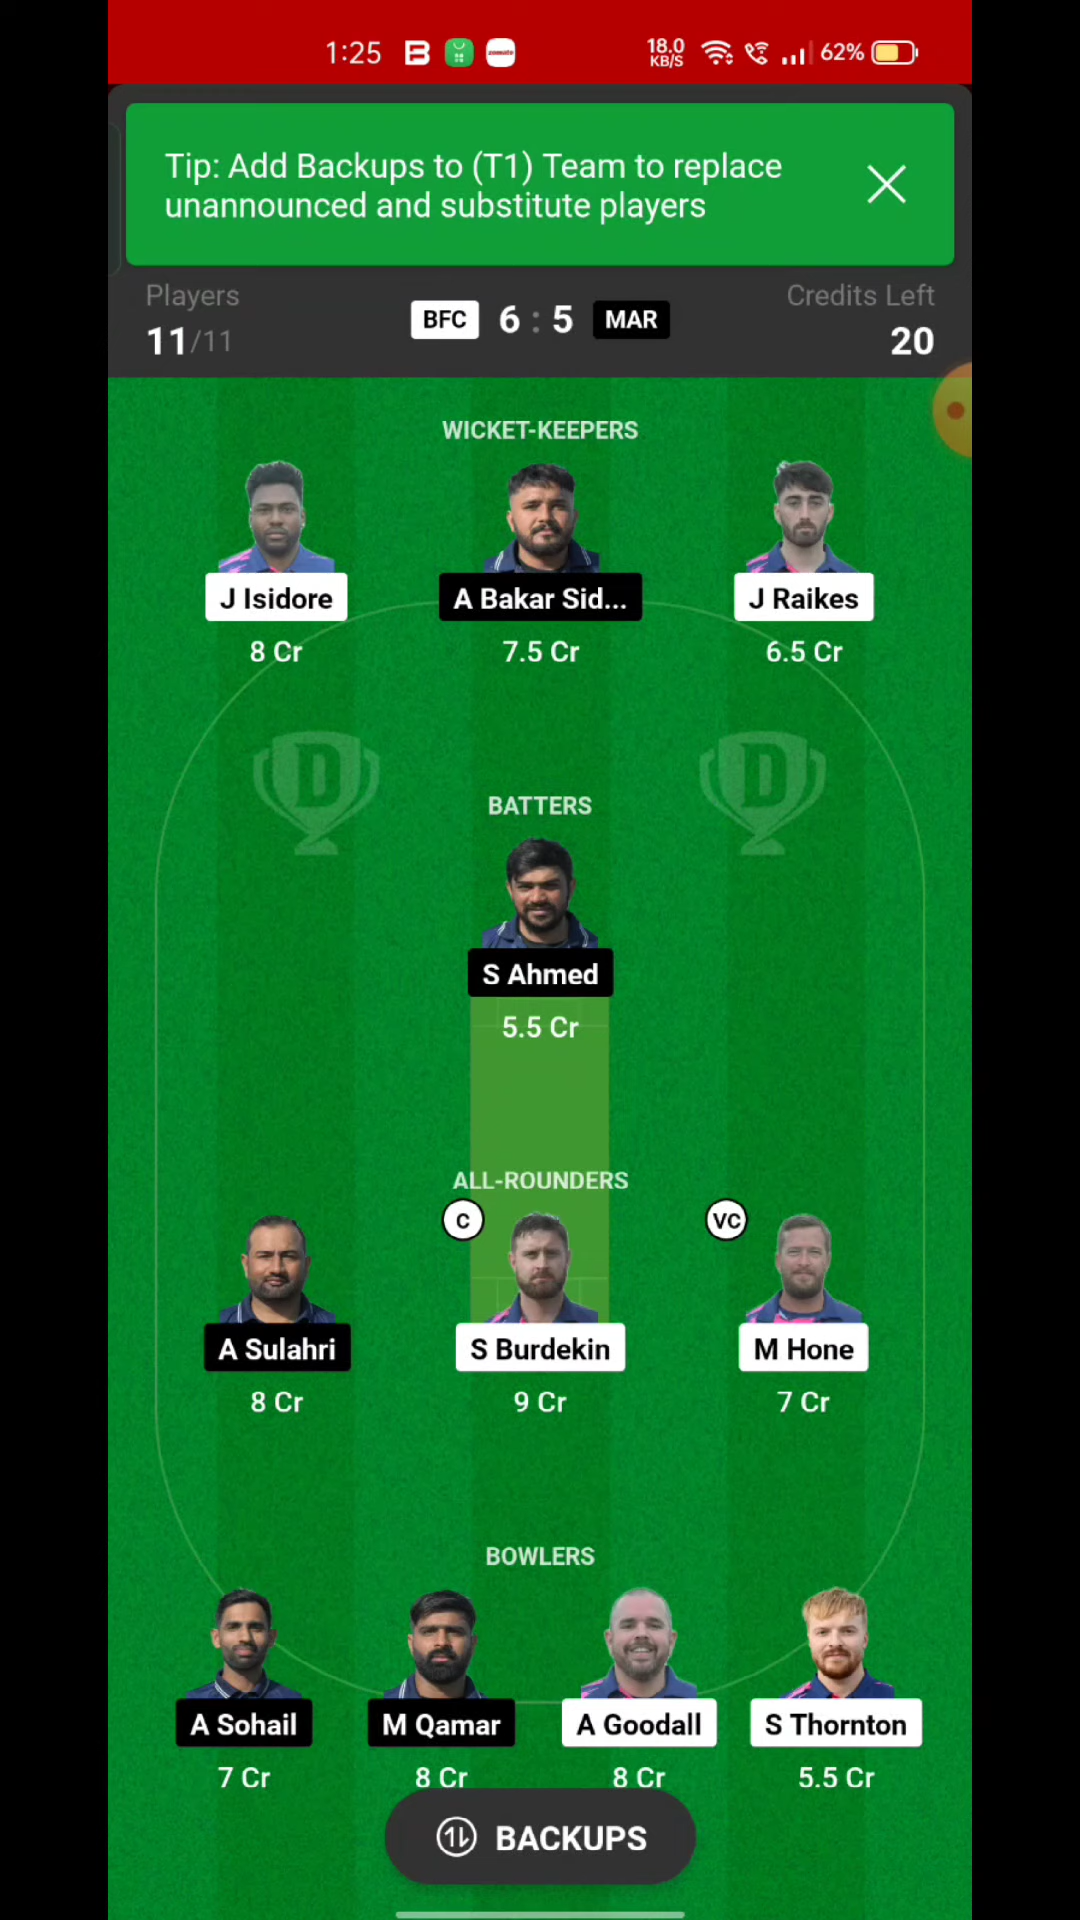 1:25
18.0
KB/S
62%
zomato
Tip: Add Backups to (T1) Team to replace
unannounced and substitute players
Players
Credits Left
11/11
BFC 6 : 5 MAR
20
WICKET-KEEPERS
J Isidore
A Bakar Sid...
J Raikes
8 Cr
7.5 Cr
6.5 Cr
D
D
BATTERS
S Ahmed
5.5 Cr
ALL-ROUNDERS
C
VC
A Sulahri
S Burdekin
M Hone
8 Cr
9 Cr
7 Cr
BOWLERS
A Sohail
M Qamar
A Goodall
S Thornton
7 Cr
8 Cr
8 Cr
5.5 Cr
BACKUPS